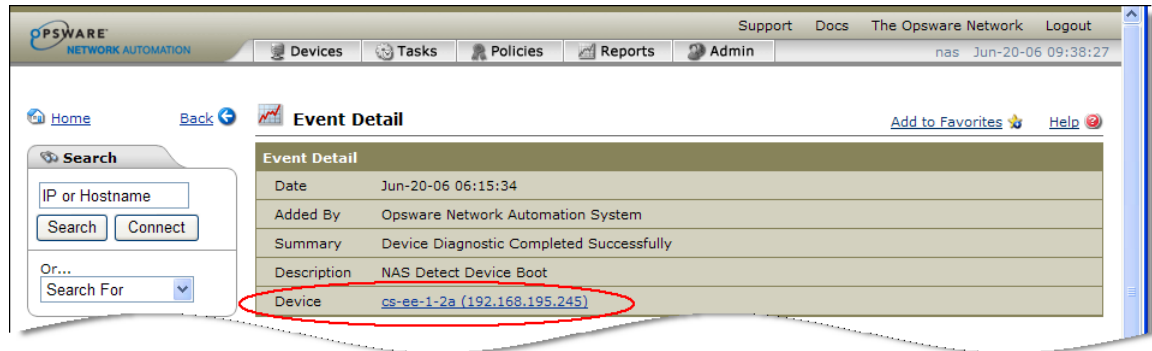 OPSWARE
NETWORK AUTOMATION
Support Docs The Opsware Network Logout
Devices Tasks Policies Reports Admin
nas Jun-20-06 09:38:27
Home Back
Event Detail
Add to Favorites Help
Search
IP or Hostname
Search Connect
Or...
Search For
Event Detail
Date Jun-20-06 06:15:34
Added By Opsware Network Automation System
Summary Device Diagnostic Completed Successfully
Description NAS Detect Device Boot
Device cs-ee-1-2a (192.168.195.245)